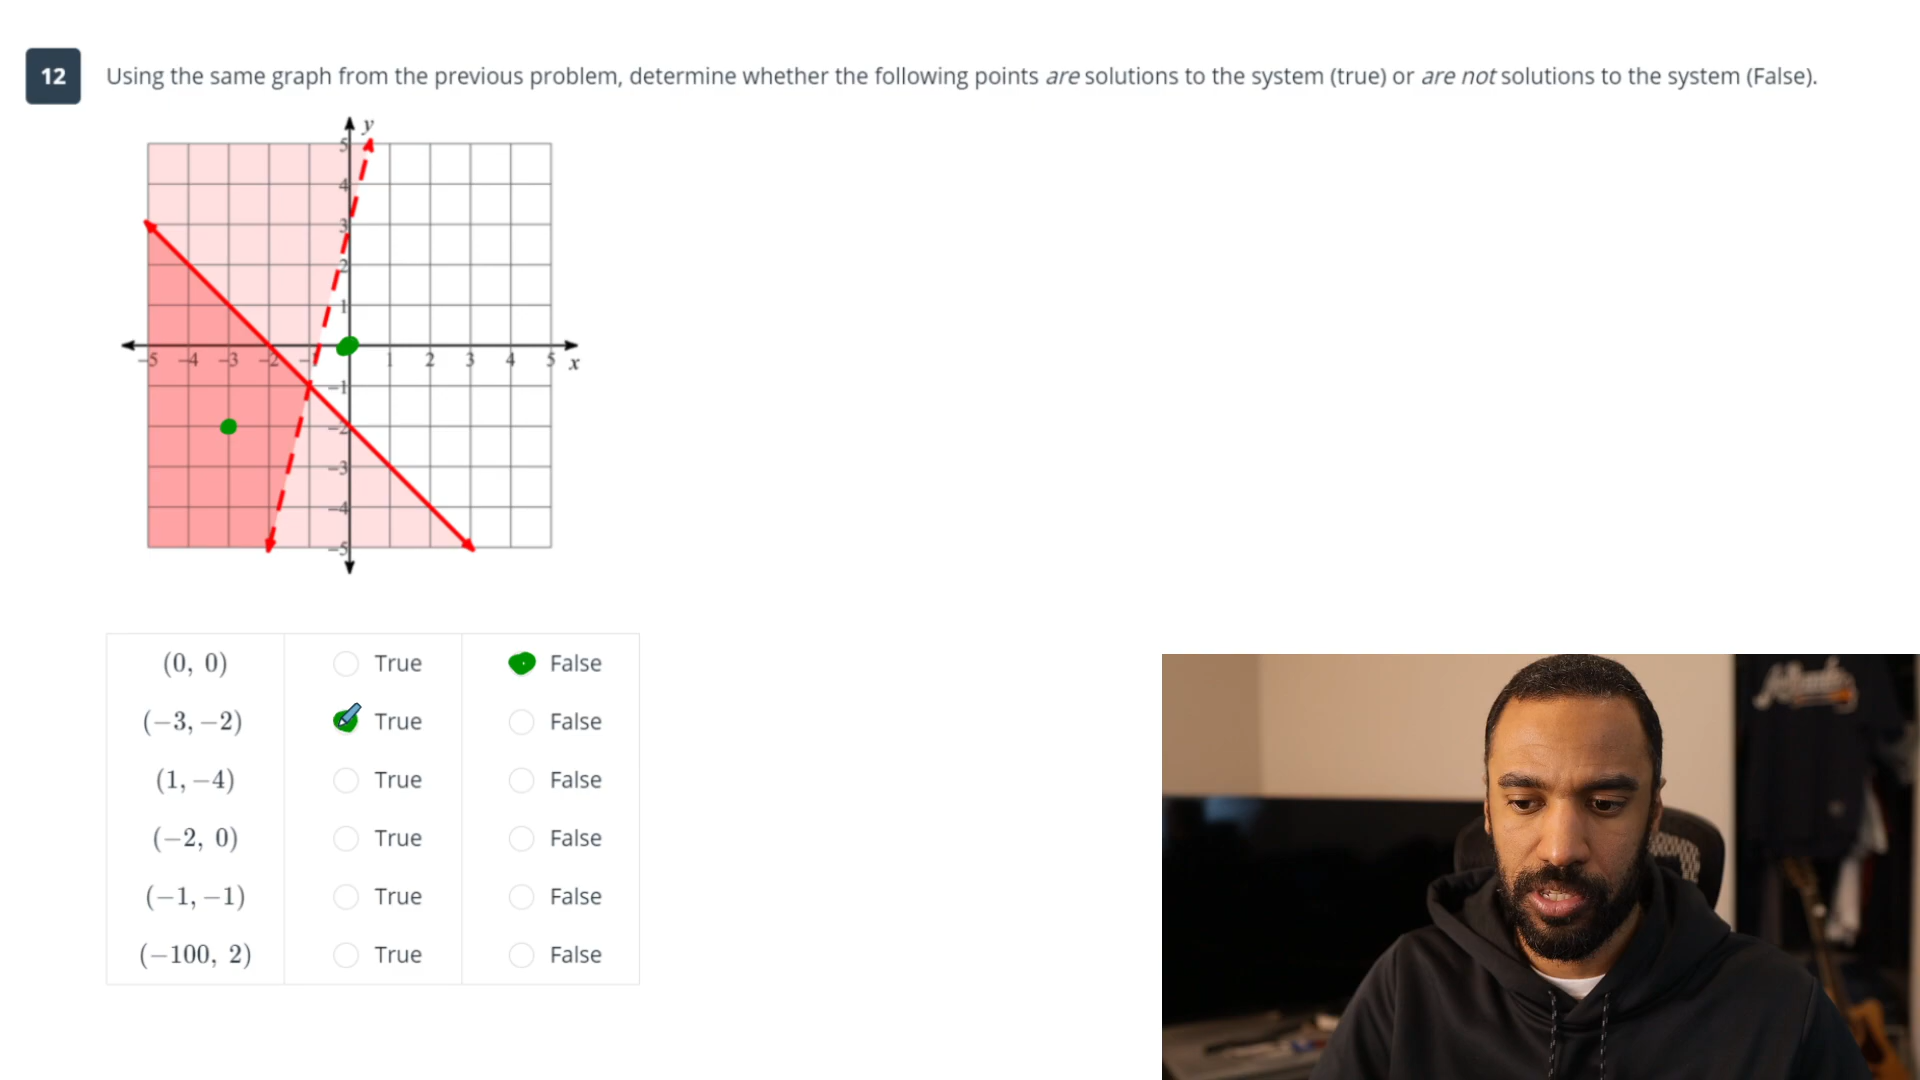 12 Using the same graph from the previous problem, determine whether the following points are solutions to the system (true) or are not solutions to the system (False).
y
5
4
3
2
1
−5 −4 −3 −2 −1 1 2 3 4 5 x
−1
−2
−3
−4
−5
(0, 0) True False
(−3, −2) True False
(1, −4) True False
(−2, 0) True False
(−1, −1) True False
(−100, 2) True False